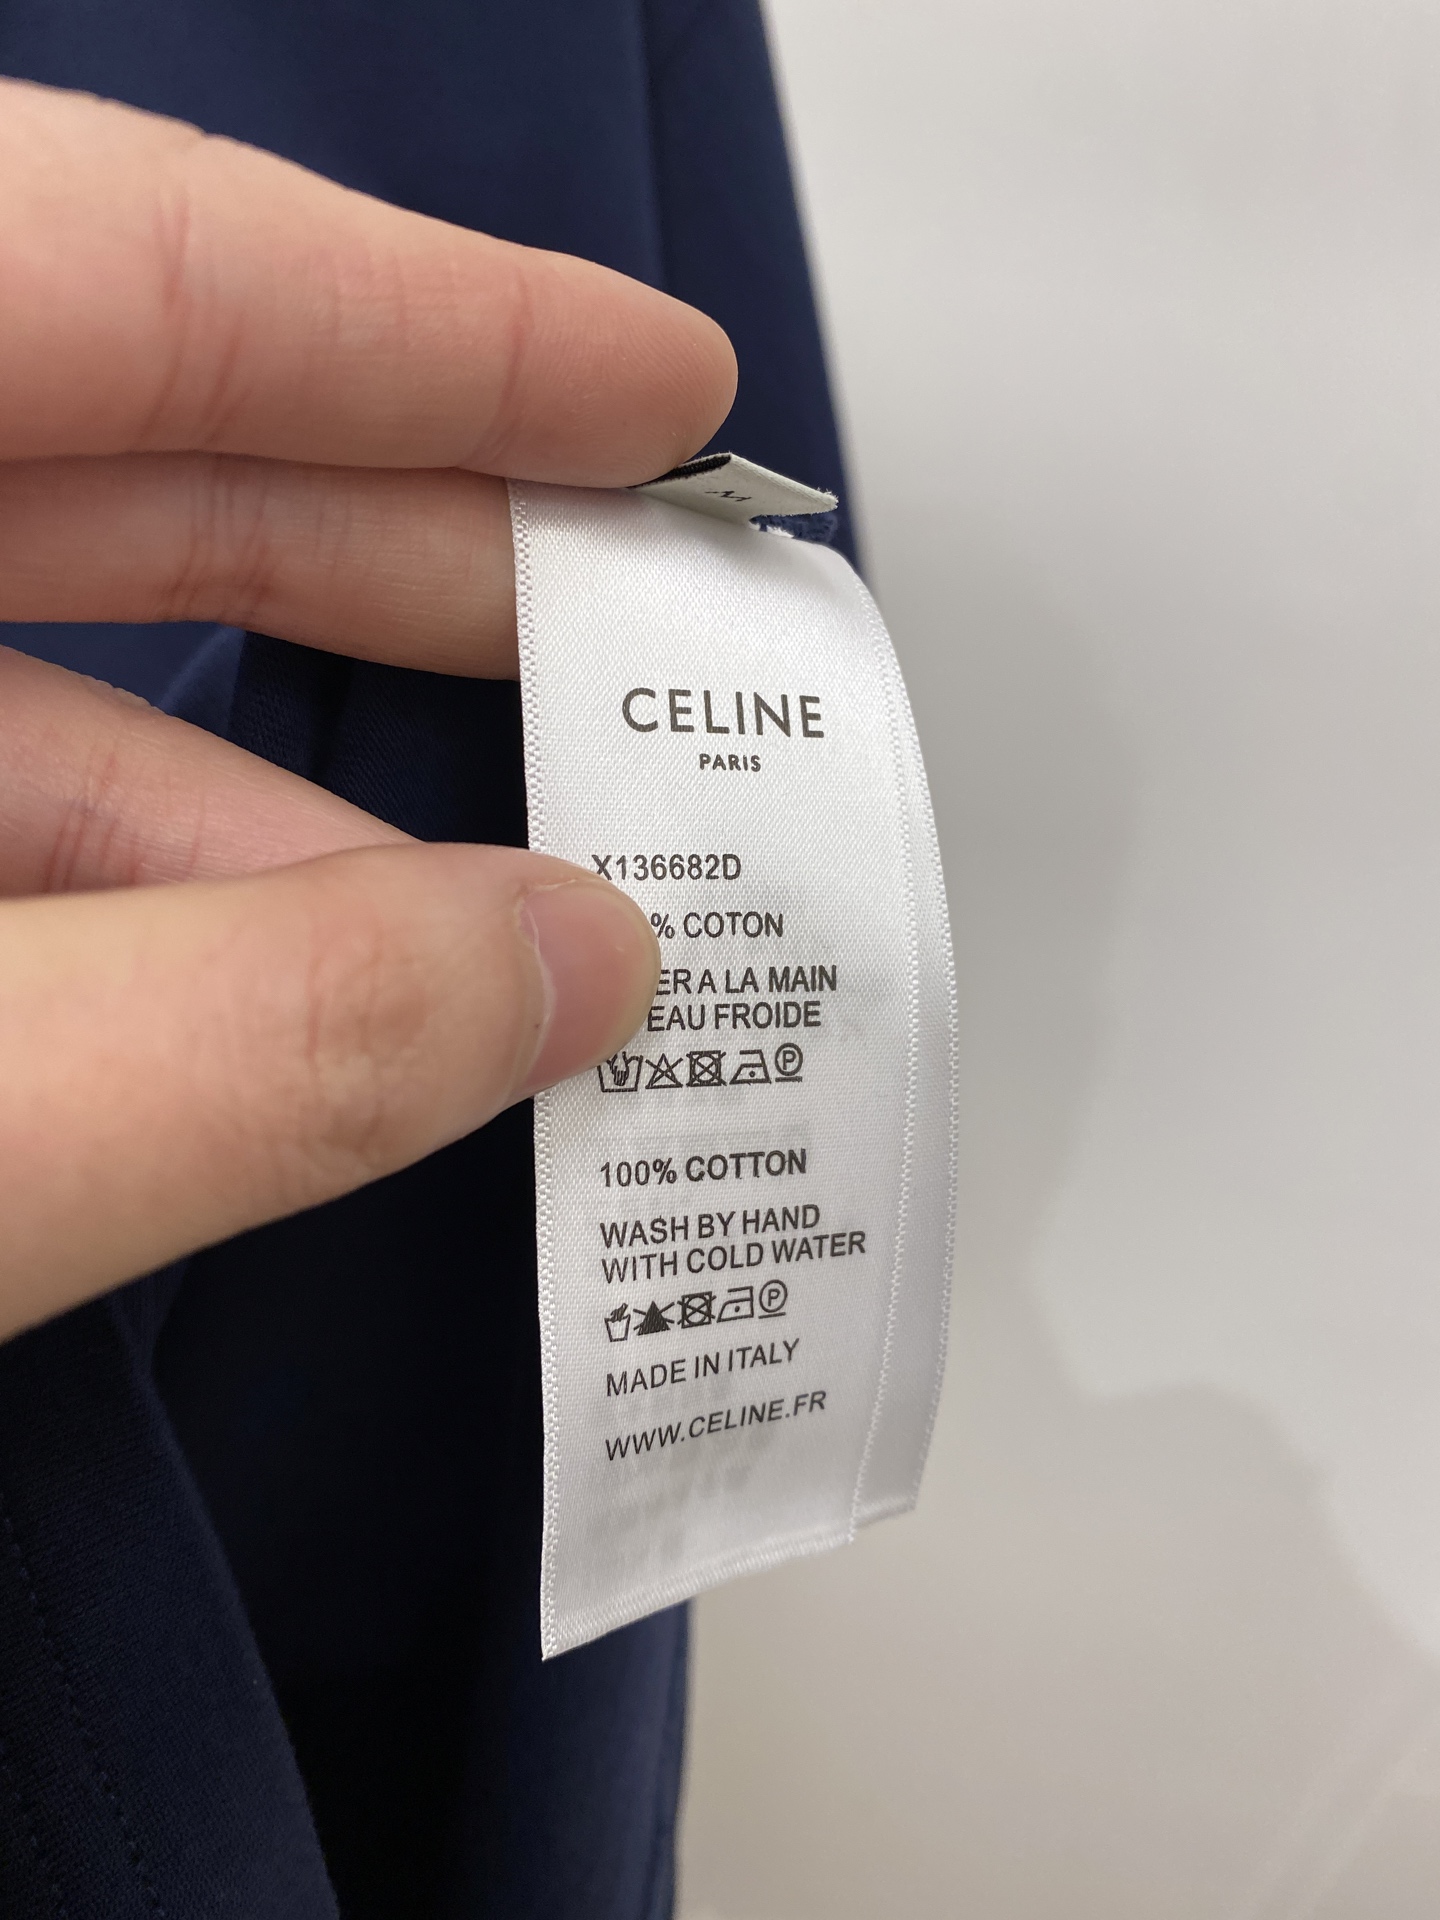 CELINE
PARIS
X136682D
% COTON
A LA MAIN
EAU FROIDE
P
100% COTTON
WASH BY HAND
WITH COLD WATER
P
MADE IN ITALY
WWW.CELINE.FR